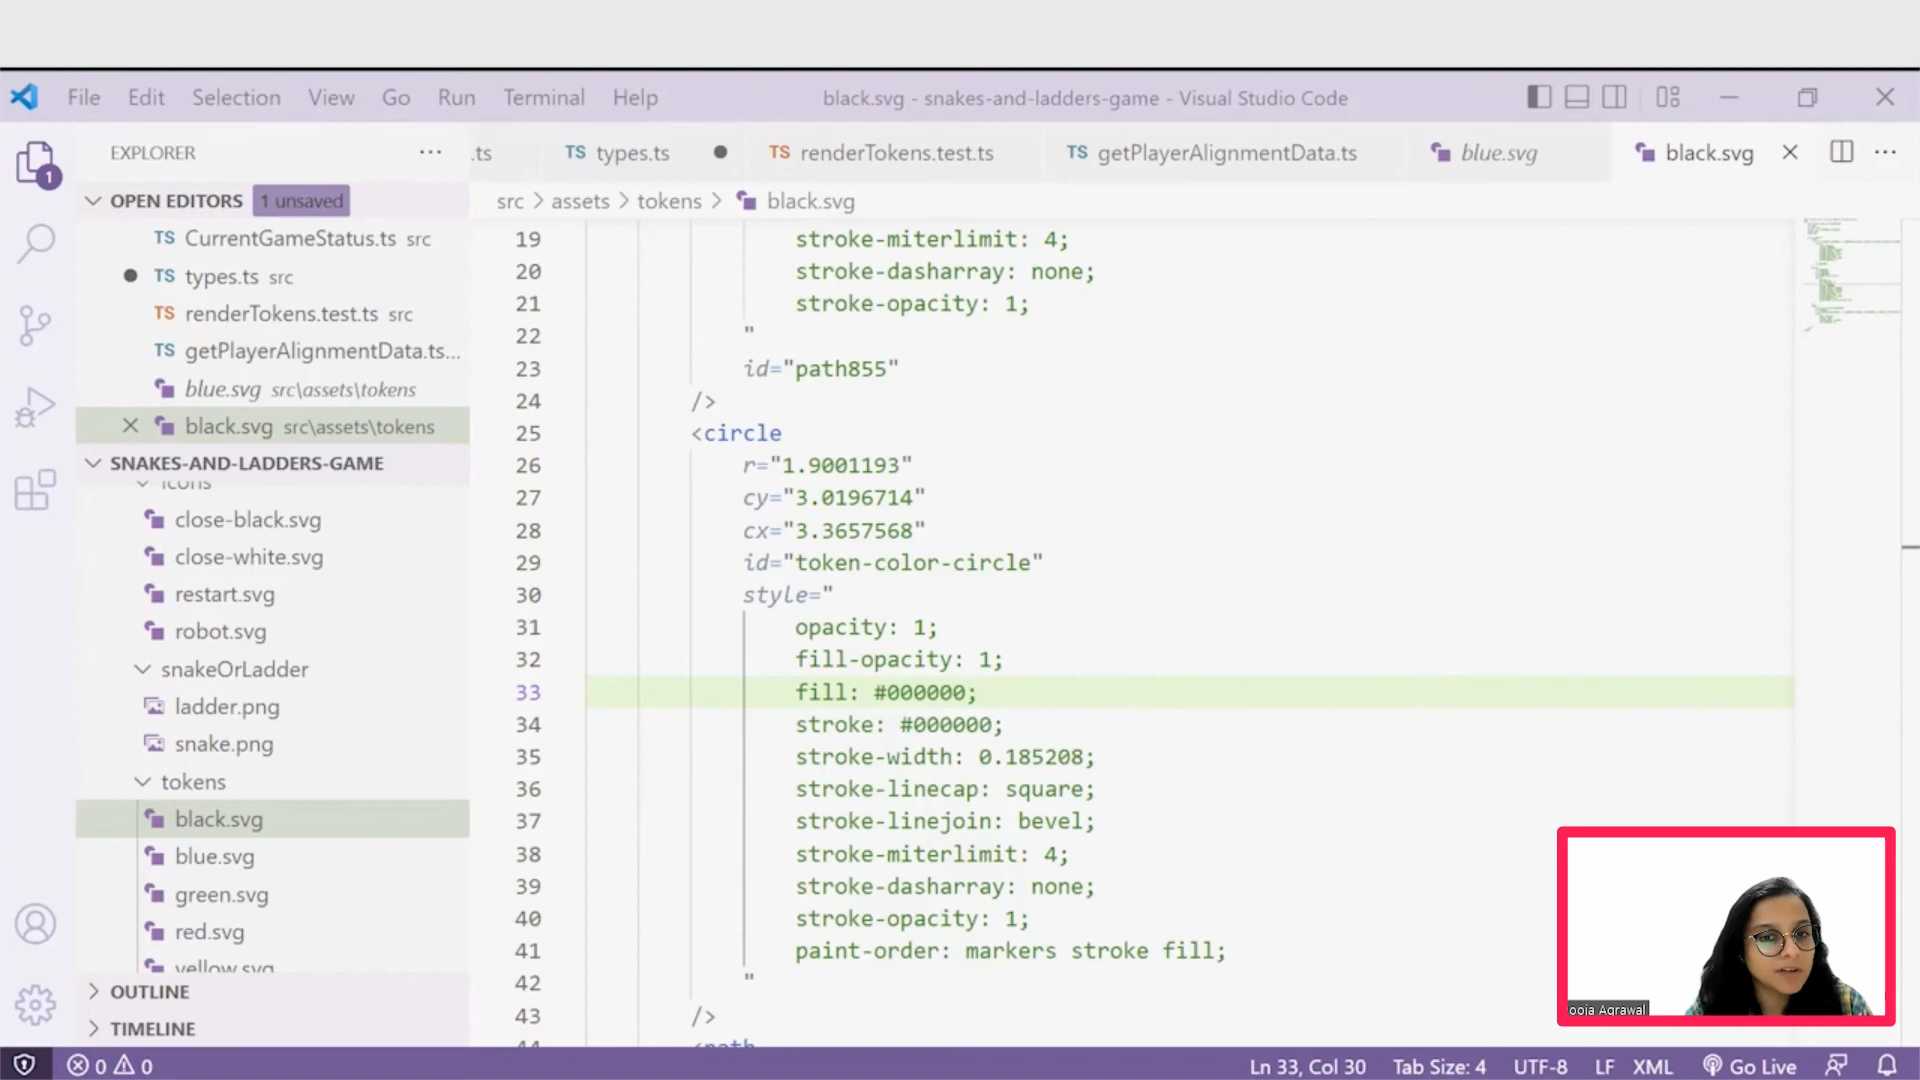 File Edit Selection View Go Run Terminal Help
black.svg - snakes-and-ladders-game - Visual Studio Code
EXPLORER
.ts
TS types.ts
TS renderTokens.test.ts
TS getPlayerAlignmentData.ts
blue.svg
black.svg
OPEN EDITORS 1 unsaved
TS CurrentGameStatus.ts src
TS types.ts src
TS renderTokens.test.ts src
TS getPlayerAlignmentData.ts...
blue.svg src\assets\tokens
black.svg src\assets\tokens
SNAKES-AND-LADDERS-GAME
icons
close-black.svg
close-white.svg
restart.svg
robot.svg
snakeOrLadder
ladder.png
snake.png
tokens
black.svg
blue.svg
green.svg
red.svg
yellow.svg
OUTLINE
TIMELINE
1
src > assets > tokens > black.svg
19 stroke-miterlimit: 4;
20 stroke-dasharray: none;
21 stroke-opacity: 1;
22 "
23 id="path855"
24 />
25 <circle
26 r="1.9001193"
27 cy="3.0196714"
28 cx="3.3657568"
29 id="token-color-circle"
30 style="
31 opacity: 1;
32 fill-opacity: 1;
33 fill: #000000;
34 stroke: #000000;
35 stroke-width: 0.185208;
36 stroke-linecap: square;
37 stroke-linejoin: bevel;
38 stroke-miterlimit: 4;
39 stroke-dasharray: none;
40 stroke-opacity: 1;
41 paint-order: markers stroke fill;
42 "
43 />
44 <path
ooja Agrawal
0 0
Ln 33, Col 30 Tab Size: 4 UTF-8 LF XML Go Live